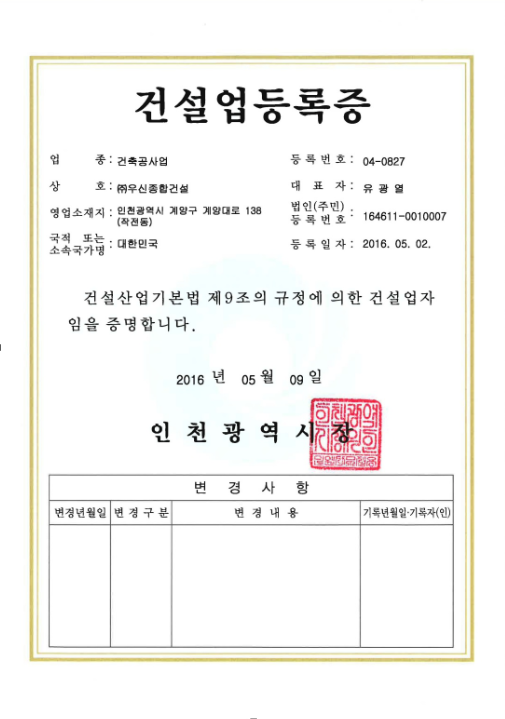 건설업등록증
업 종 : 건축공사업 등 록 번 호 : 04-0827
상 호 : ㈜우신종합건설 대 표 자 : 유 광 열
영업소재지 : 인천광역시 계양구 계양대로 138 (작전동) 법인(주민) 등 록 번 호 : 164611-0010007
국적 또는 소속국가명 : 대한민국 등 록 일 자 : 2016. 05. 02.
건설산업기본법 제9조의 규정에 의한 건설업자
임을 증명합니다.
2016 년 05 월 09 일
인 천 광 역 시 장
변 경 사 항
변경년월일 변 경 구 분 변 경 내 용 기록년월일·기록자(인)